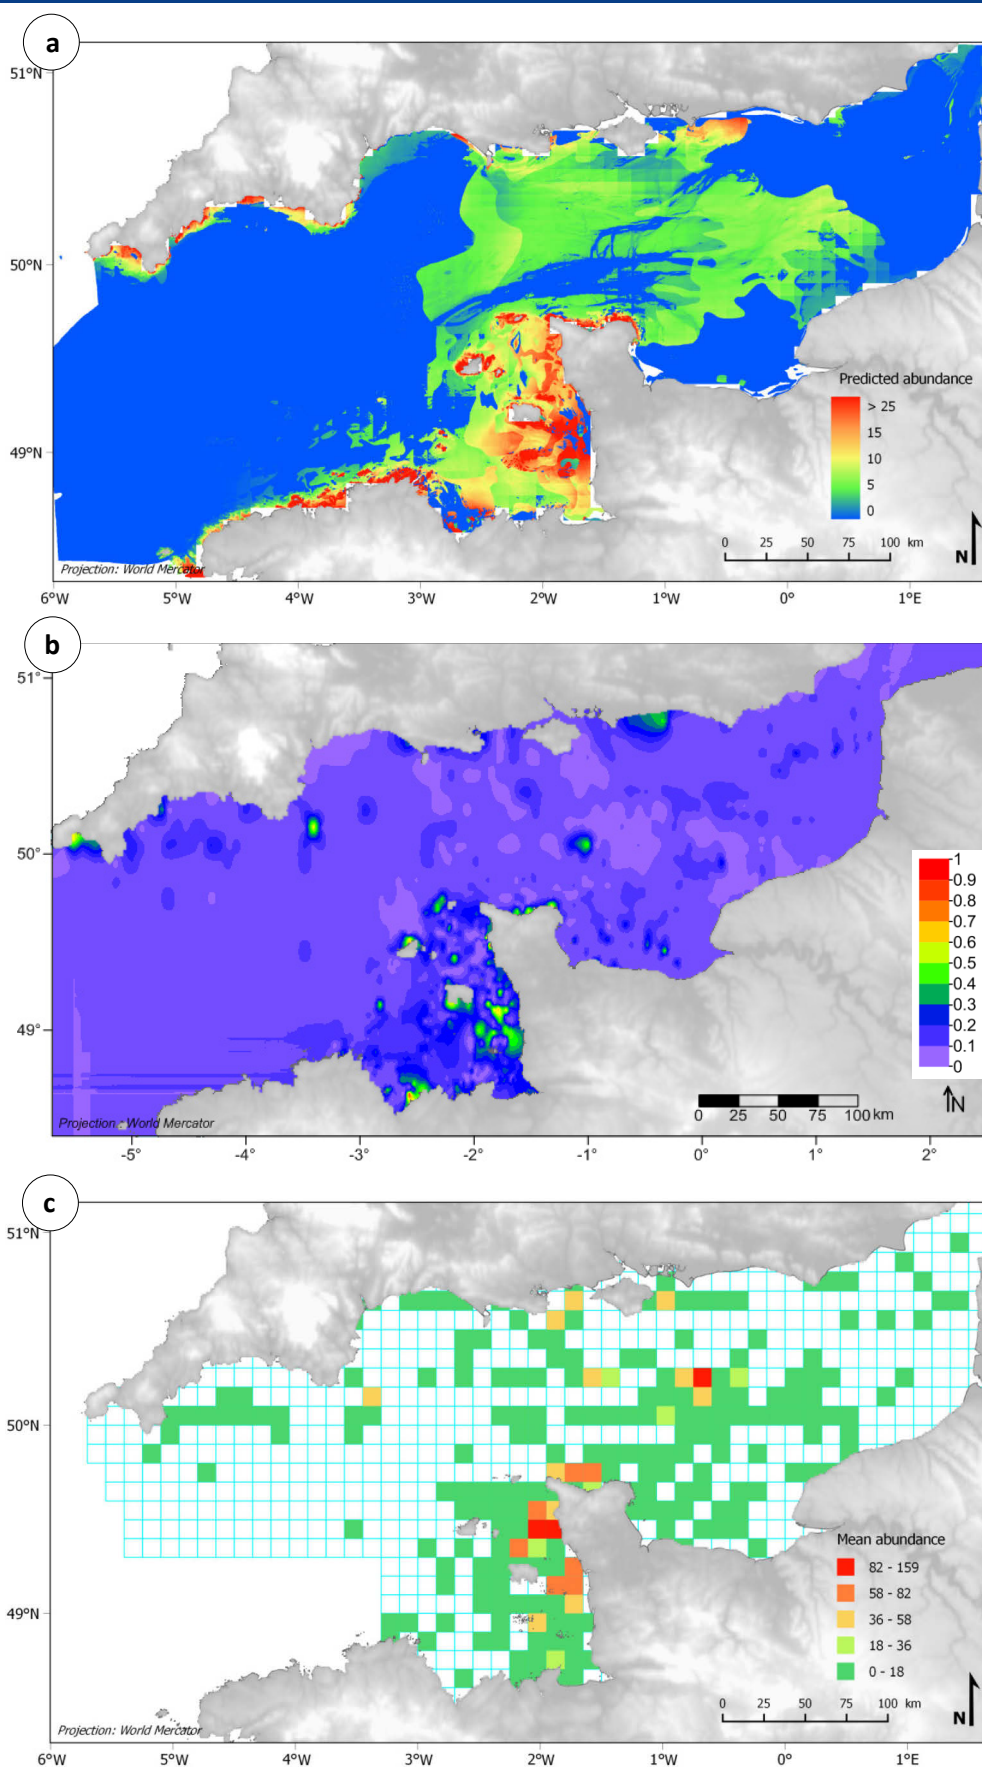 a
51°N
50°N
49°N
Predicted abundance
> 25
15
10
5
0
0 25 50 75 100 km
N
Projection: World Mercator
6°W 5°W 4°W 3°W 2°W 1°W 0° 1°E
b
51°
50°
49°
1
0.9
0.8
0.7
0.6
0.5
0.4
0.3
0.2
0.1
0
N
0 25 50 75 100 km
Projection : World Mercator
-5° -4° -3° -2° -1° 0° 1° 2°
c
51°N
50°N
49°N
Mean abundance
82 - 159
58 - 82
36 - 58
18 - 36
0 - 18
0 25 50 75 100 km
N
Projection: World Mercator
6°W 5°W 4°W 3°W 2°W 1°W 0° 1°E